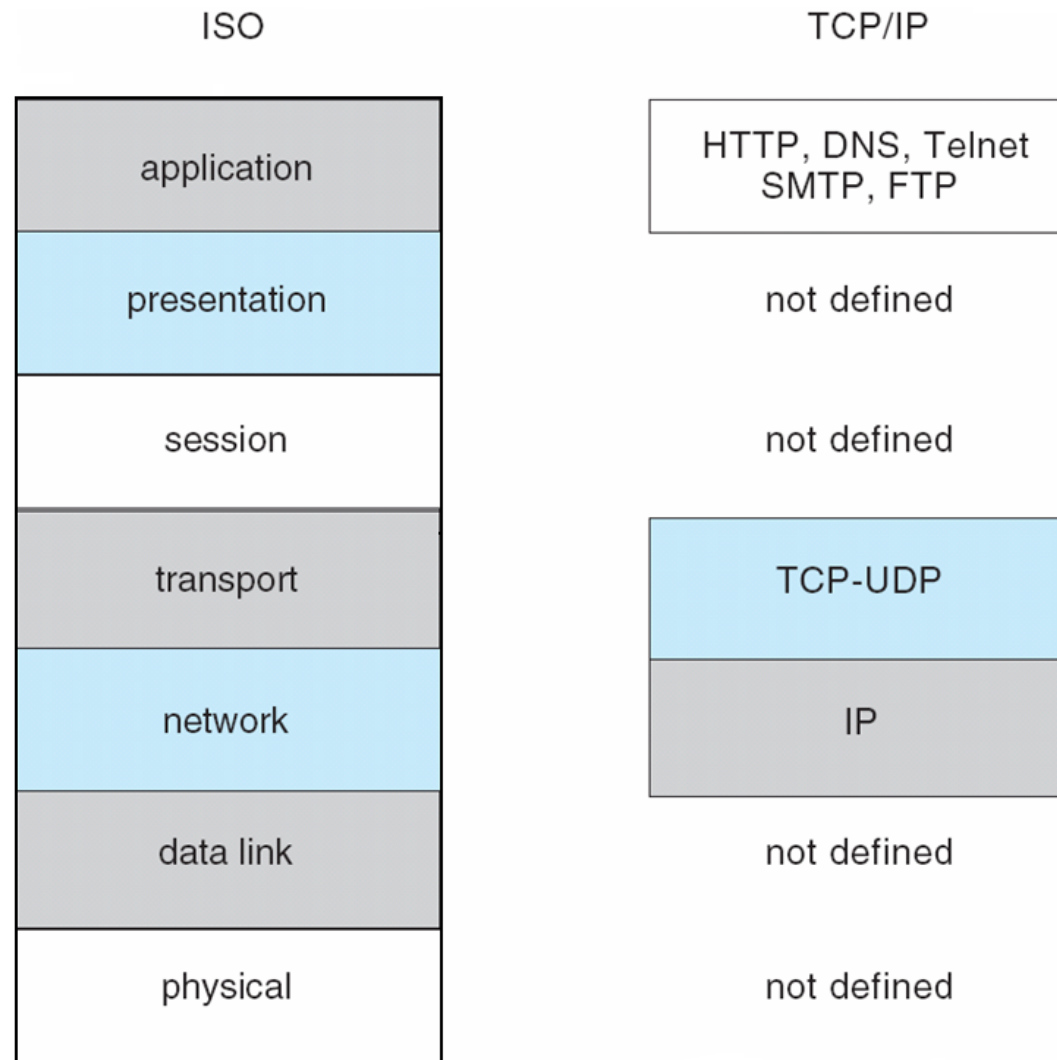 ISO
TCP/IP
application
HTTP, DNS, Telnet
SMTP, FTP
presentation
not defined
session
not defined
transport
TCP-UDP
network
IP
data link
not defined
physical
not defined